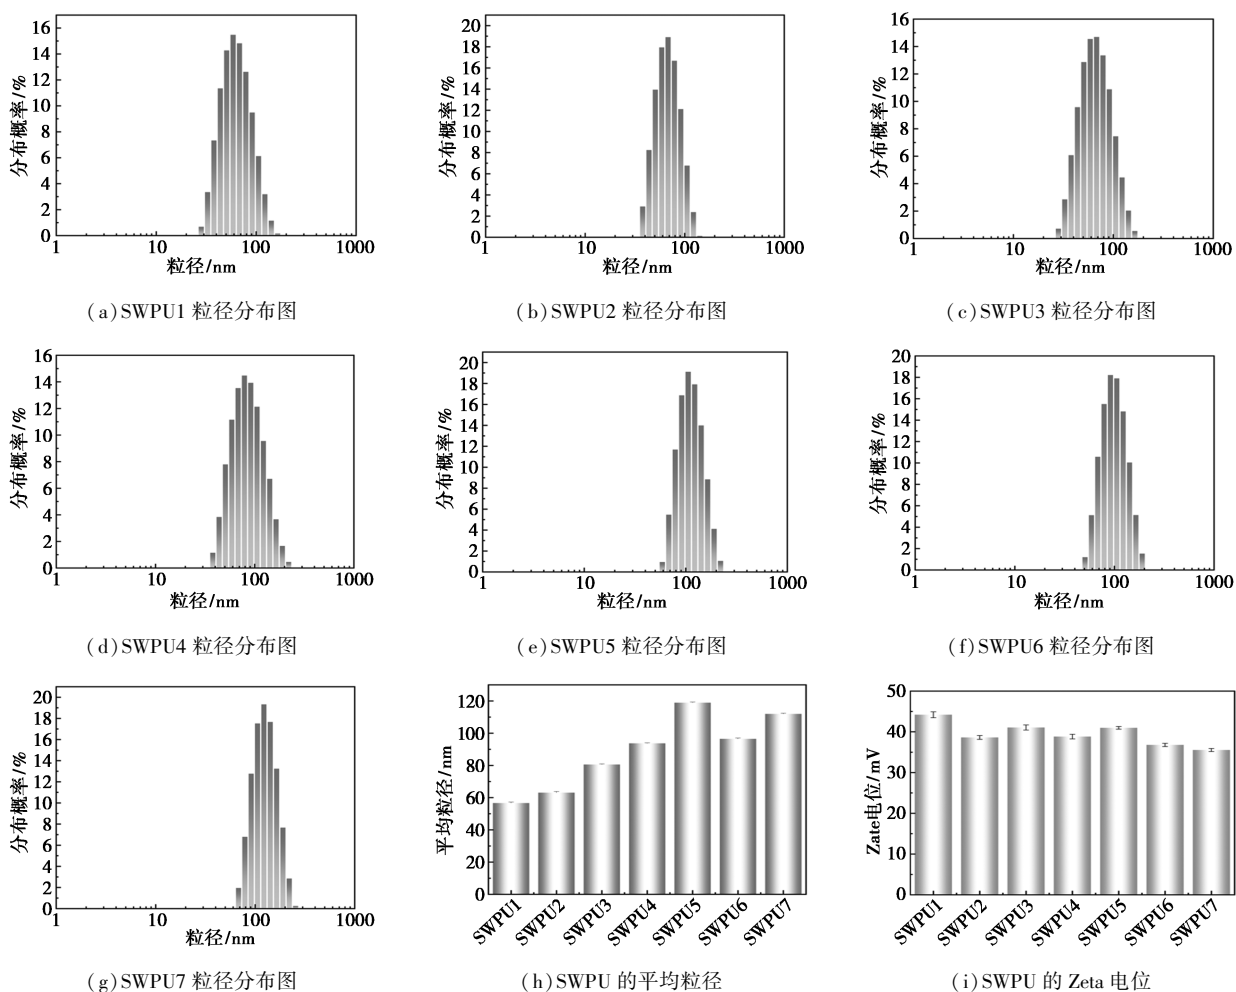 分布概率/%
16
14
12
10
8
6
4
2
0
1 10 100 1000
粒径/nm
(a)SWPU1 粒径分布图
分布概率/%
20
18
16
14
12
10
8
6
4
2
0
1 10 100 1000
粒径/nm
(b)SWPU2 粒径分布图
分布概率/%
16
14
12
10
8
6
4
2
0
1 10 100 1000
粒径/nm
(c)SWPU3 粒径分布图
分布概率/%
16
14
12
10
8
6
4
2
0
1 10 100 1000
粒径/nm
(d)SWPU4 粒径分布图
分布概率/%
20
18
16
14
12
10
8
6
4
2
0
1 10 100 1000
粒径/nm
(e)SWPU5 粒径分布图
分布概率/%
20
18
16
14
12
10
8
6
4
2
0
1 10 100 1000
粒径/nm
(f)SWPU6 粒径分布图
分布概率/%
20
18
16
14
12
10
8
6
4
2
0
1 10 100 1000
粒径/nm
(g)SWPU7 粒径分布图
平均粒径/nm
120
100
80
60
40
20
0
SWPU1 SWPU2 SWPU3 SWPU4 SWPU5 SWPU6 SWPU7
(h)SWPU 的平均粒径
Zate电位/mV
50
40
30
20
10
0
SWPU1 SWPU2 SWPU3 SWPU4 SWPU5 SWPU6 SWPU7
(i)SWPU 的 Zeta 电位